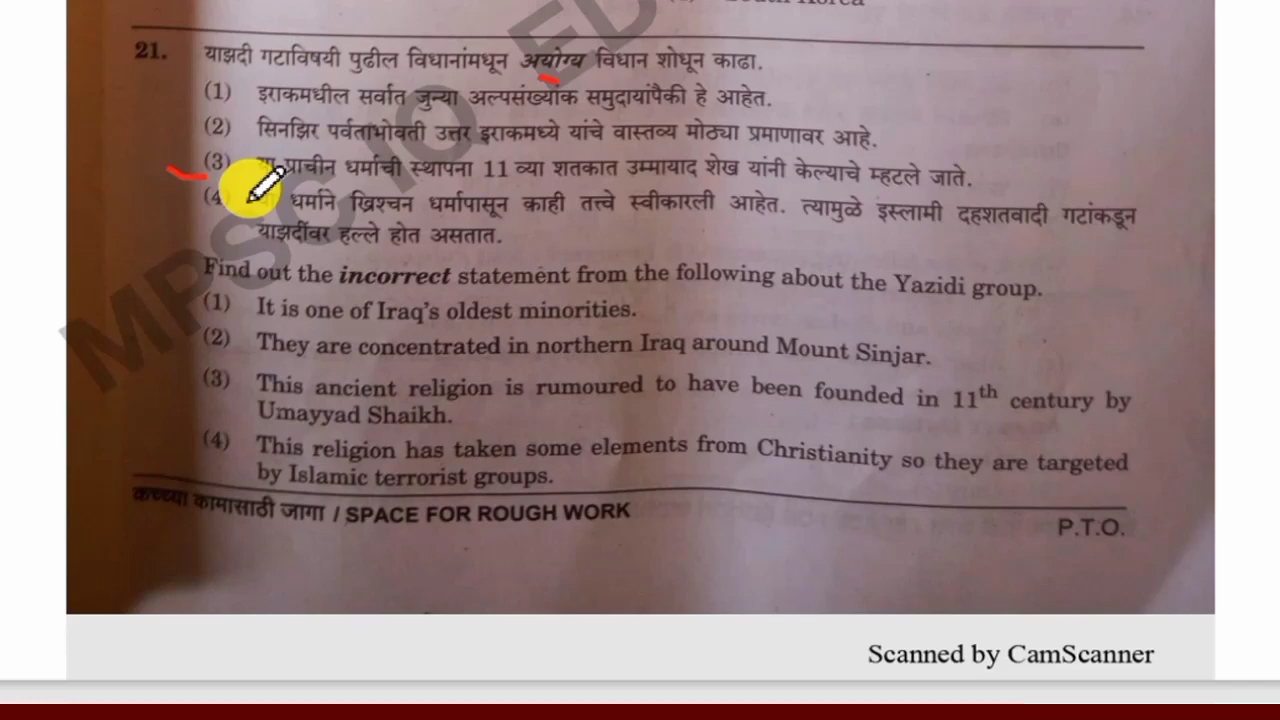 21. याझदी गटाविषयी पुढील विधानांमधून अयोग्य विधान शोधून काढा.
(1) इराकमधील सर्वात जुन्या अल्पसंख्यांक समुदायांपैकी हे आहेत.
(2) सिनझिर पर्वताभोवती उत्तर इराकमध्ये यांचे वास्तव्य मोठ्या प्रमाणावर आहे.
(3) प्राचीन धर्माची स्थापना 11 व्या शतकात उम्मायाद शेख यांनी केल्याचे म्हटले जाते.
(4) धर्माने ख्रिश्चन धर्मापासून काही तत्त्वे स्वीकारली आहेत. त्यामुळे इस्लामी दहशतवादी गटांकडून
याझदींवर हल्ले होत असतात.
Find out the incorrect statement from the following about the Yazidi group.
(1) It is one of Iraq's oldest minorities.
(2) They are concentrated in northern Iraq around Mount Sinjar.
(3) This ancient religion is rumoured to have been founded in 11th century by
Umayyad Shaikh.
(4) This religion has taken some elements from Christianity so they are targeted
by Islamic terrorist groups.
कच्च्या कामासाठी जागा / SPACE FOR ROUGH WORK
P.T.O.
MPSC IQ ED
Scanned by CamScanner